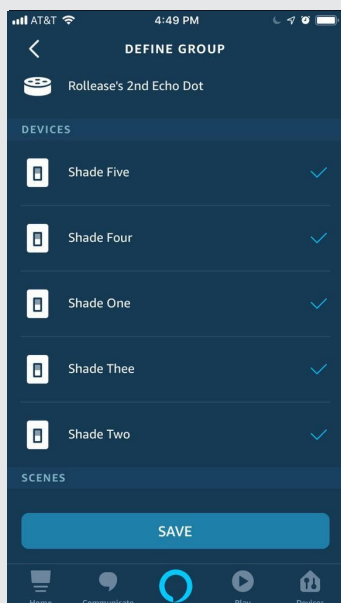 AT&T 4:49 PM
DEFINE GROUP
Rollease's 2nd Echo Dot
DEVICES
Shade Five
Shade Four
Shade One
Shade Thee
Shade Two
SCENES
SAVE
Home Communicate Play Devices